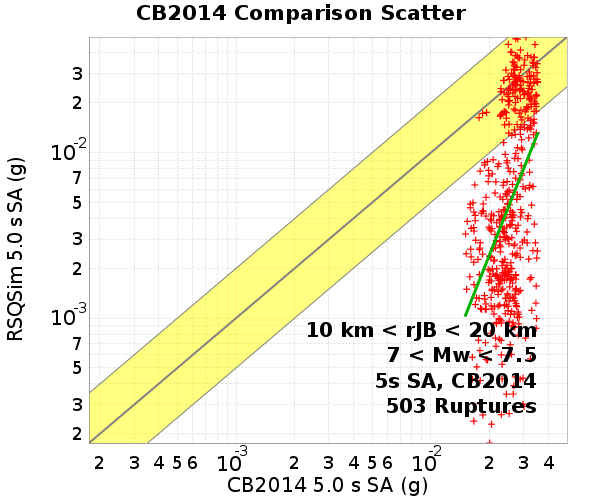 CB2014 Comparison Scatter
RSQSim 5.0 s SA (g)
3
2
10-2
7
5
3
2
10-3
7
5
3
2
10 km < rJB < 20 km
7 < Mw < 7.5
5s SA, CB2014
503 Ruptures
2 3 4 5 6 10-3 2 3 4 5 6 10-2 2 3 4
CB2014 5.0 s SA (g)